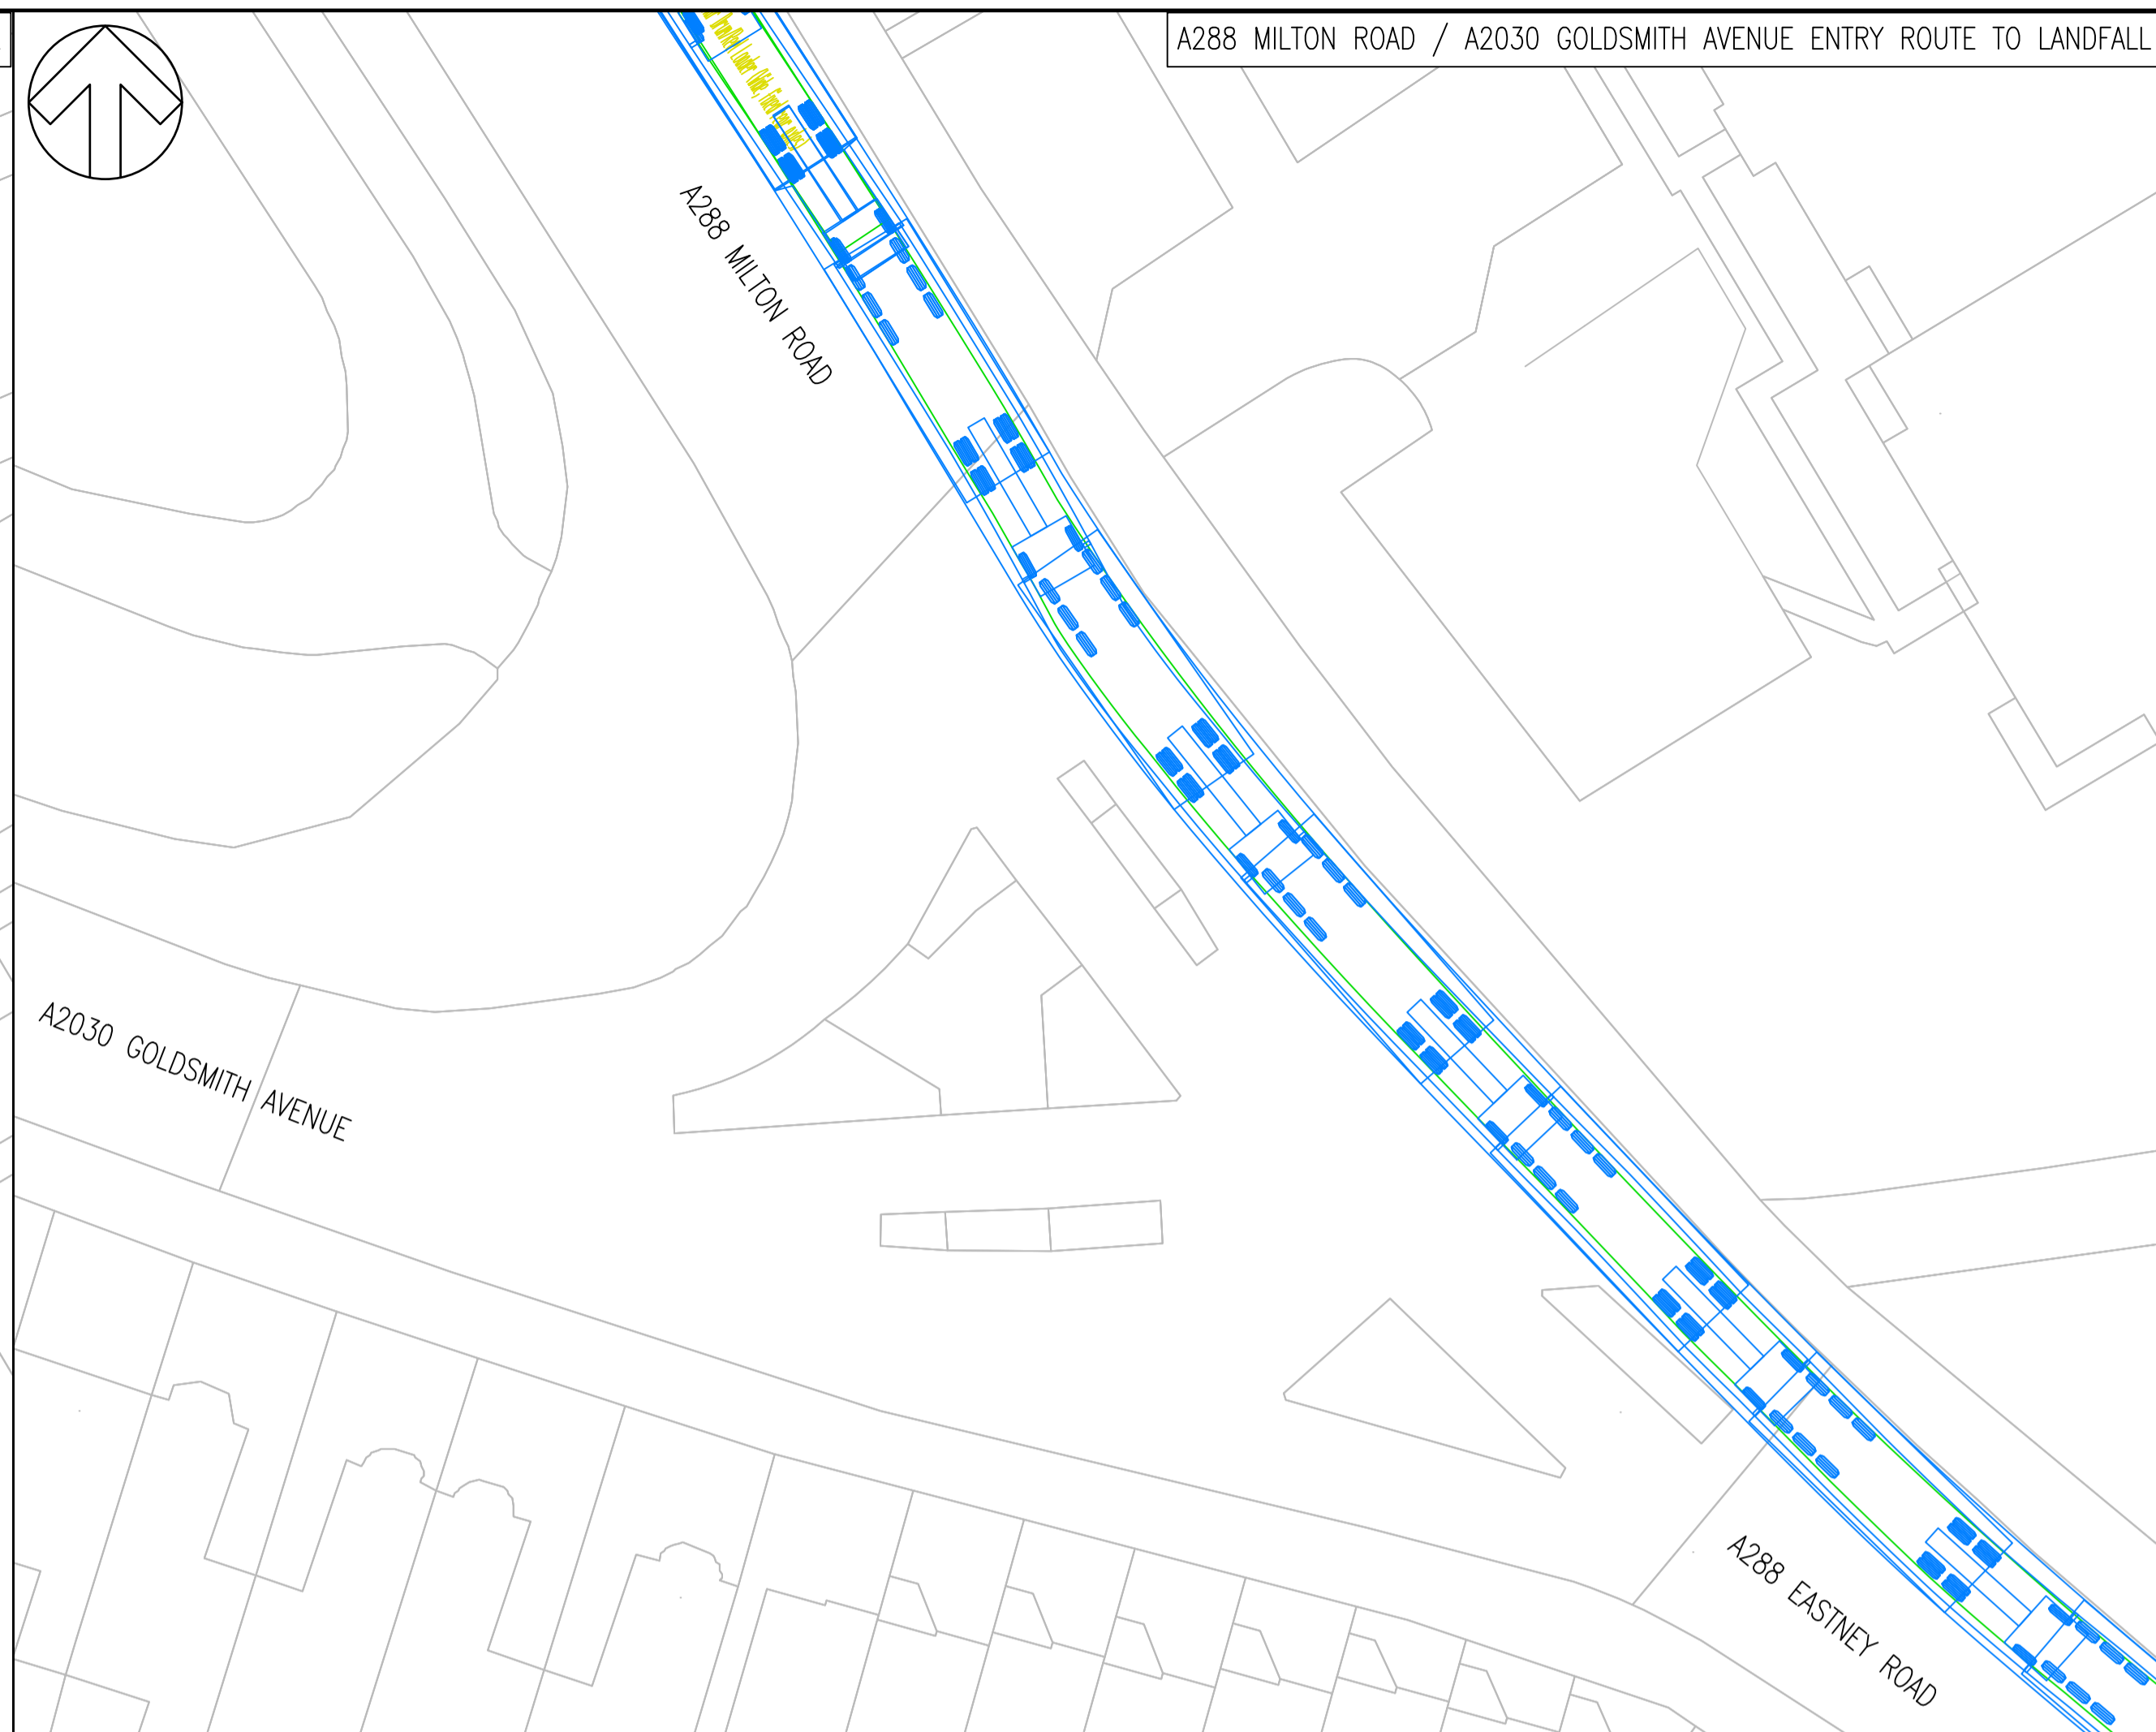 A288 MILTON ROAD / A2030 GOLDSMITH AVENUE ENTRY ROUTE TO LANDFALL
A288 MILTON ROAD
A2030 GOLDSMITH AVENUE
A288 EASTNEY ROAD